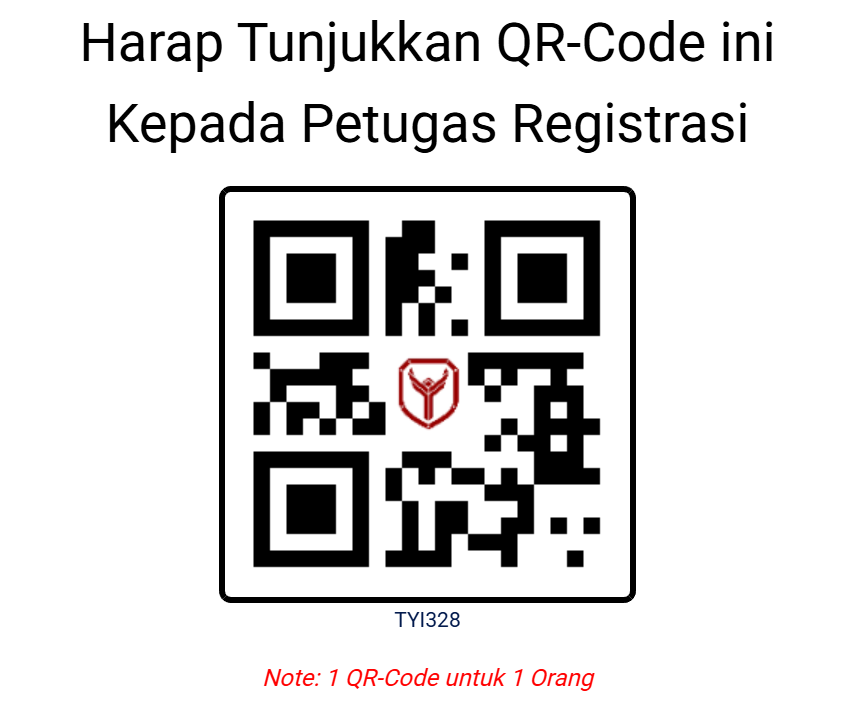 Harap Tunjukkan QR-Code ini
Kepada Petugas Registrasi
TYI328
Note: 1 QR-Code untuk 1 Orang